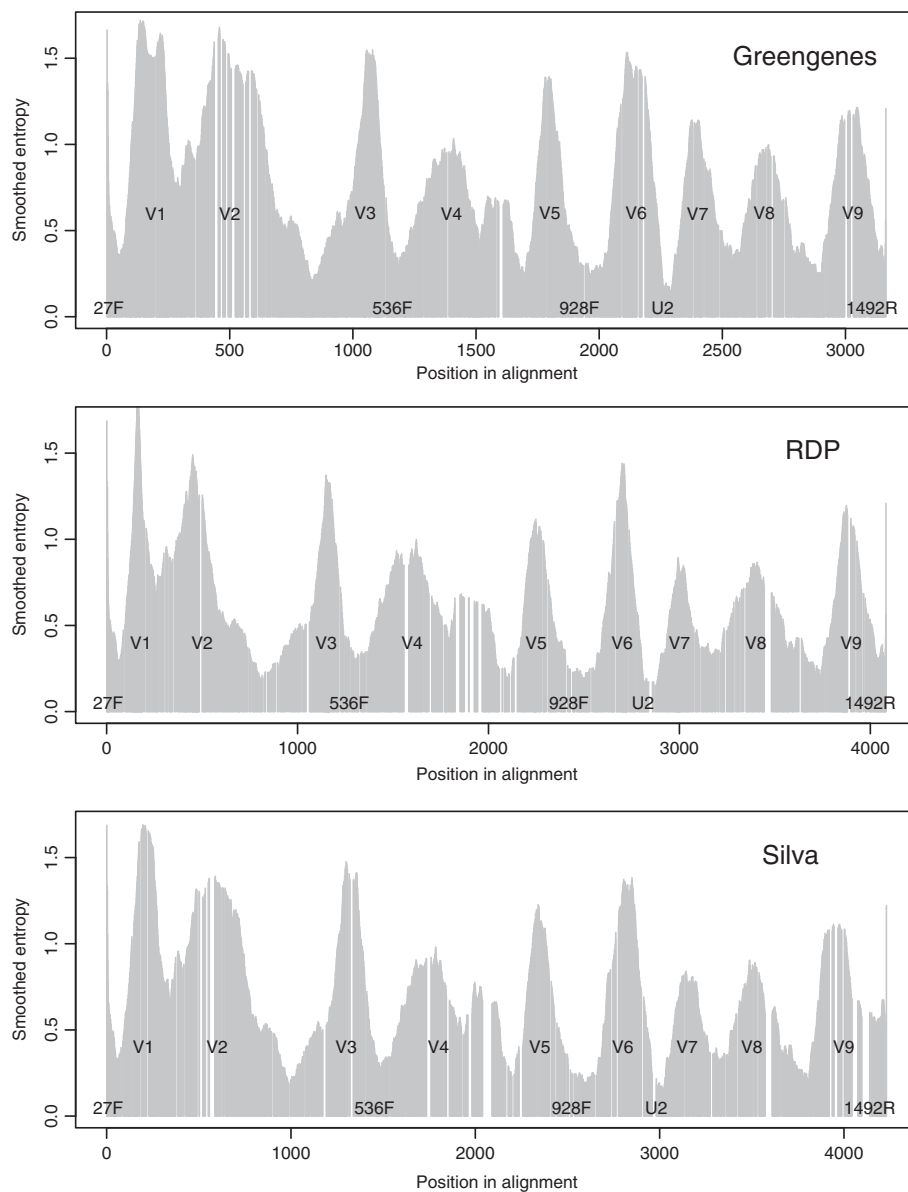 Greengenes
Smoothed entropy
0.0 0.5 1.0 1.5
V1 V2 V3 V4 V5 V6 V7 V8 V9
27F 536F 928F U2 1492R
0 500 1000 1500 2000 2500 3000
Position in alignment
RDP
Smoothed entropy
0.0 0.5 1.0 1.5
V1 V2 V3 V4 V5 V6 V7 V8 V9
27F 536F 928F U2 1492R
0 1000 2000 3000 4000
Position in alignment
Silva
Smoothed entropy
0.0 0.5 1.0 1.5
V1 V2 V3 V4 V5 V6 V7 V8 V9
27F 536F 928F U2 1492R
0 1000 2000 3000 4000
Position in alignment